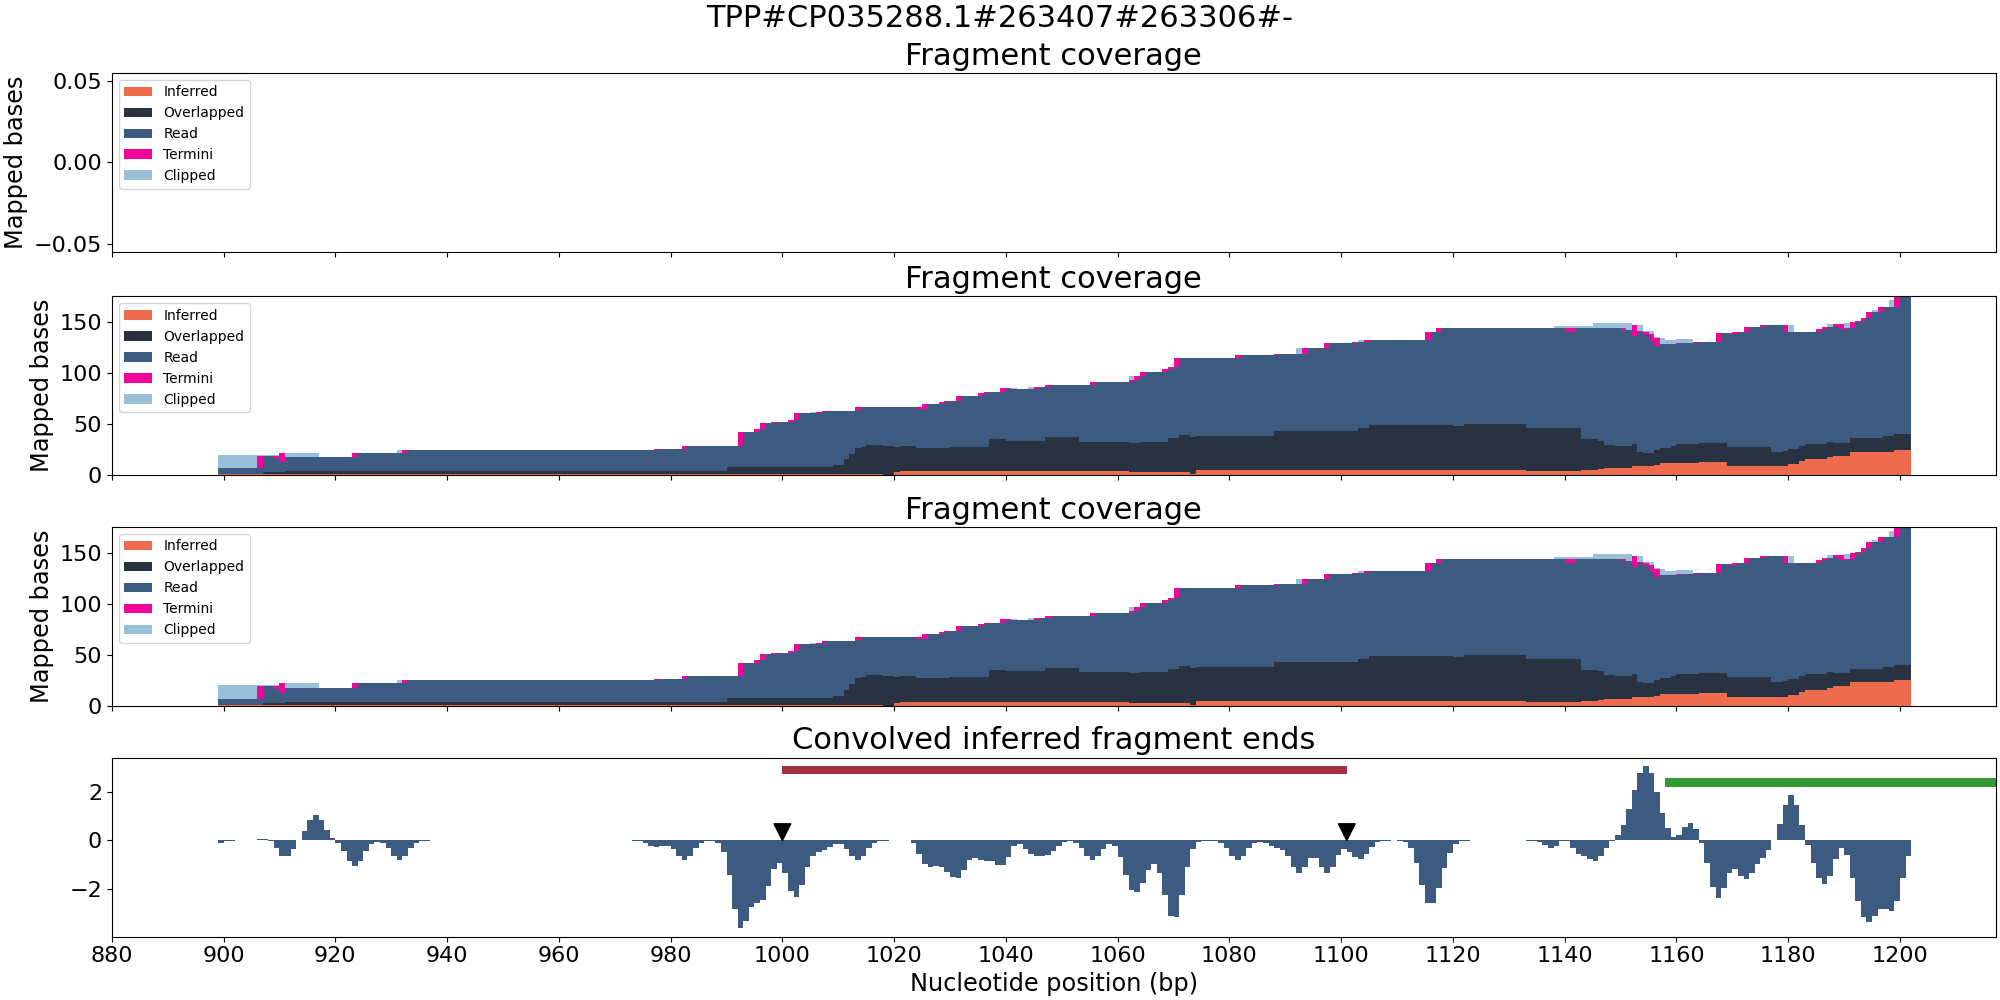 TPP#CP035288.1#263407#263306#-
Fragment coverage
Mapped bases
0.05
0.00
−0.05
Inferred
Overlapped
Read
Termini
Clipped
Fragment coverage
Mapped bases
150
100
50
0
Inferred
Overlapped
Read
Termini
Clipped
Fragment coverage
Mapped bases
150
100
50
0
Inferred
Overlapped
Read
Termini
Clipped
Convolved inferred fragment ends
2
0
−2
880 900 920 940 960 980 1000 1020 1040 1060 1080 1100 1120 1140 1160 1180 1200
Nucleotide position (bp)